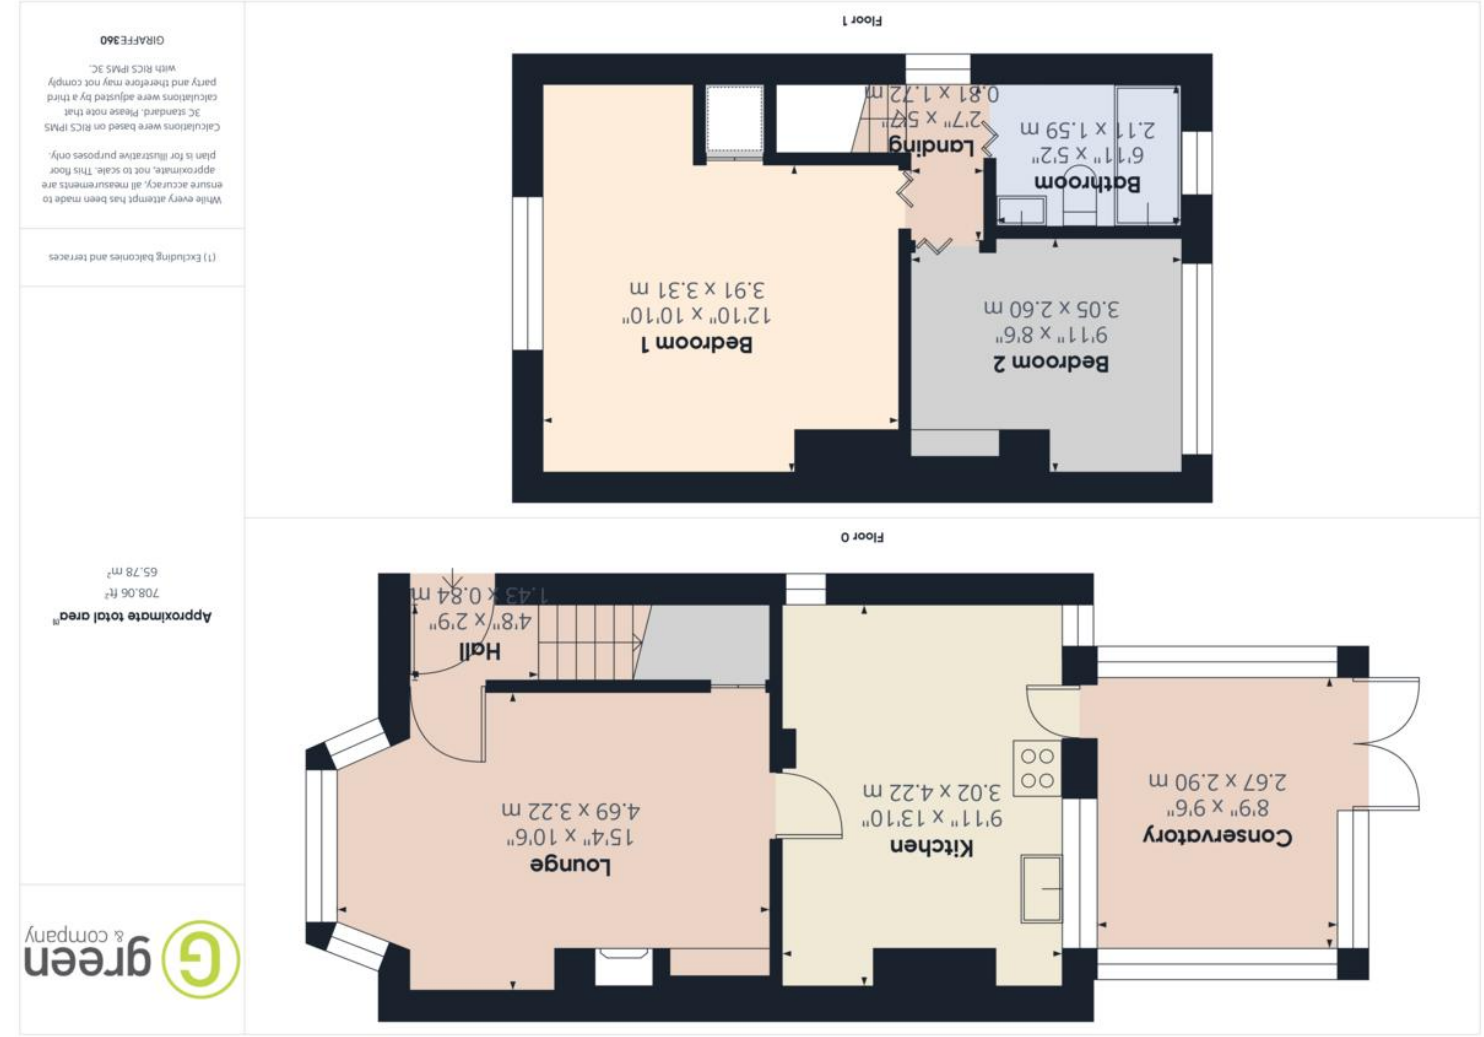 Conservatory
8'9" x 9'6"
2.67 x 2.90 m
Kitchen
9'11" x 13'10"
3.02 x 4.22 m
Lounge
15'4" x 10'6"
4.69 x 3.22 m
Hall
4'8" x 2'9"
1.43 x 0.84 m
Floor 0
Bedroom 2
9'11" x 8'6"
3.05 x 2.60 m
Bedroom 1
12'10" x 10'10"
3.91 x 3.31 m
Bathroom
6'11" x 5'2"
2.11 x 1.59 m
Landing
2'7" x 5'7"
0.81 x 1.72 m
Floor 1
G green
& company
Approximate total area(1)
708.06 ft²
65.78 m²
(1) Excluding balconies and terraces
While every attempt has been made to
ensure accuracy, all measurements are
approximate, not to scale. This floor
plan is for illustrative purposes only.
Calculations were based on RICS IPMS
3C standard. Please note that
calculations were adjusted by a third
party and therefore may not comply
with RICS IPMS 3C.
GIRAFFE360